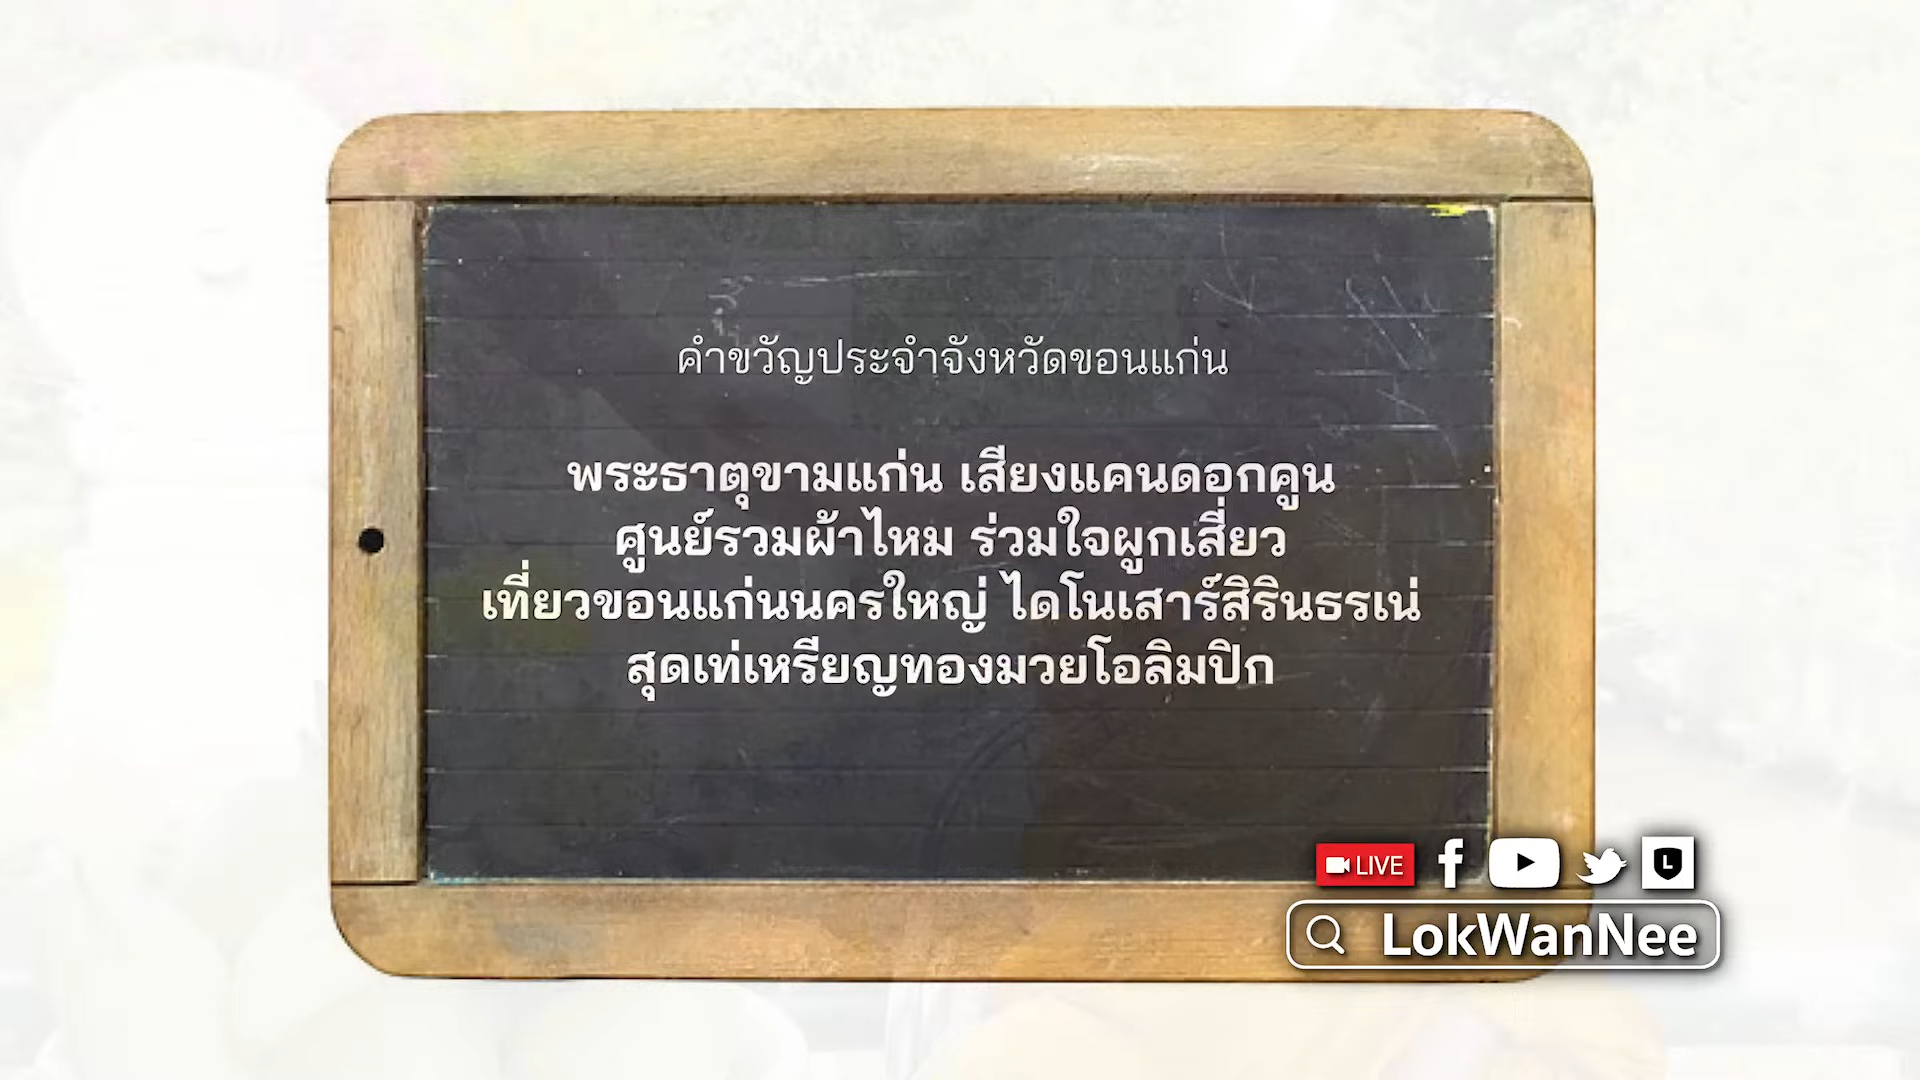 คำขวัญประจำจังหวัดขอนแก่น
พระธาตุขามแก่น เสียงแคนดอกคูน
ศูนย์รวมผ้าไหม ร่วมใจผูกเสี่ยว
เที่ยวขอนแก่นนครใหญ่ ไดโนเสาร์สิรินธรเน่
สุดเท่เหรียญทองมวยโอลิมปิก
LIVE
L
LokWanNee